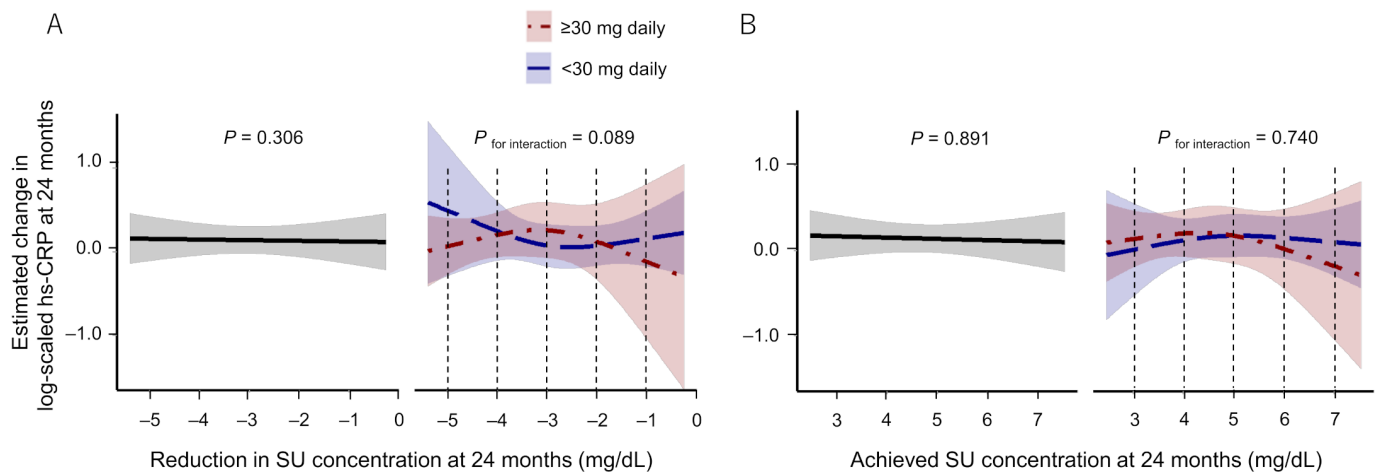 A
B
≥30 mg daily
<30 mg daily
Estimated change in
log-scaled hs-CRP at 24 months
1.0
0.0
–1.0
P = 0.306
P for interaction = 0.089
–5 –4 –3 –2 –1 0
–5 –4 –3 –2 –1 0
Reduction in SU concentration at 24 months (mg/dL)
1.0
0.0
–1.0
P = 0.891
P for interaction = 0.740
3 4 5 6 7
3 4 5 6 7
Achieved SU concentration at 24 months (mg/dL)